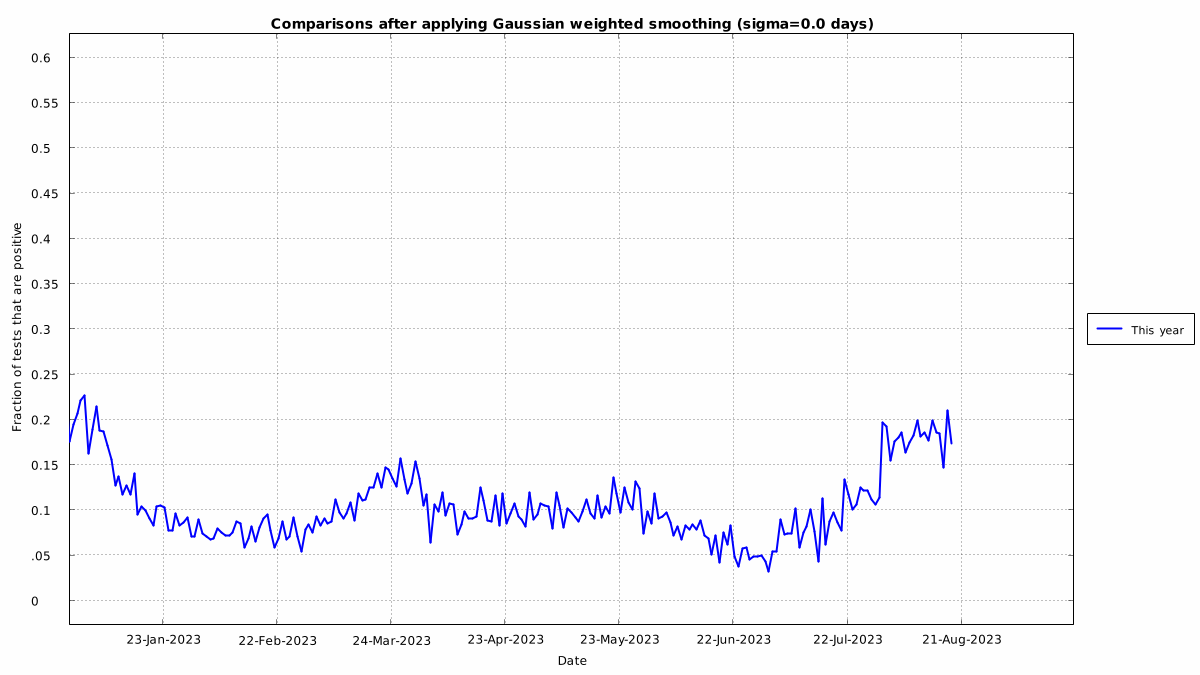 Comparisons after applying Gaussian weighted smoothing (sigma=0.0 days)
0.6
0.55
0.5
0.45
0.4
0.35
0.3
0.25
0.2
0.15
0.1
.05
0
Fraction of tests that are positive
This year
23-Jan-2023 22-Feb-2023 24-Mar-2023 23-Apr-2023 23-May-2023 22-Jun-2023 22-Jul-2023 21-Aug-2023
Date